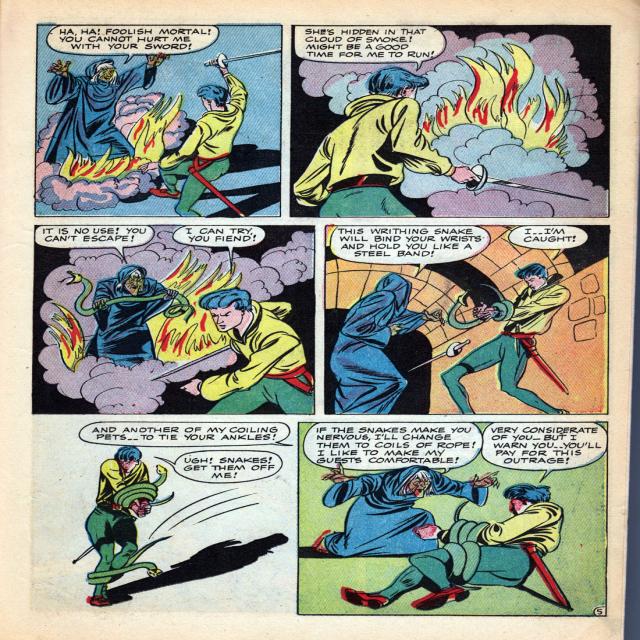 HA, HA! FOOLISH MORTAL!
YOU CANNOT HURT ME
WITH YOUR SWORD!
SHE'S HIDDEN IN THAT
CLOUD OF SMOKE!
MIGHT BE A GOOD
TIME FOR ME TO RUN!
IT IS NO USE! YOU
CAN'T ESCAPE!
I CAN TRY,
YOU FIEND!
THIS WRITHING SNAKE
WILL BIND YOUR WRISTS
AND HOLD YOU LIKE A
STEEL BAND!
I--I'M
CAUGHT!
AND ANOTHER OF MY COILING
PETS--TO TIE YOUR ANKLES!
UGH! SNAKES!
GET THEM OFF
ME!
IF THE SNAKES MAKE YOU
NERVOUS, I'LL CHANGE
THEM TO COILS OF ROPE!
I LIKE TO MAKE MY
GUESTS COMFORTABLE!
VERY CONSIDERATE
OF YOU--BUT I
WARN YOU--YOU'LL
PAY FOR THIS
OUTRAGE!
5